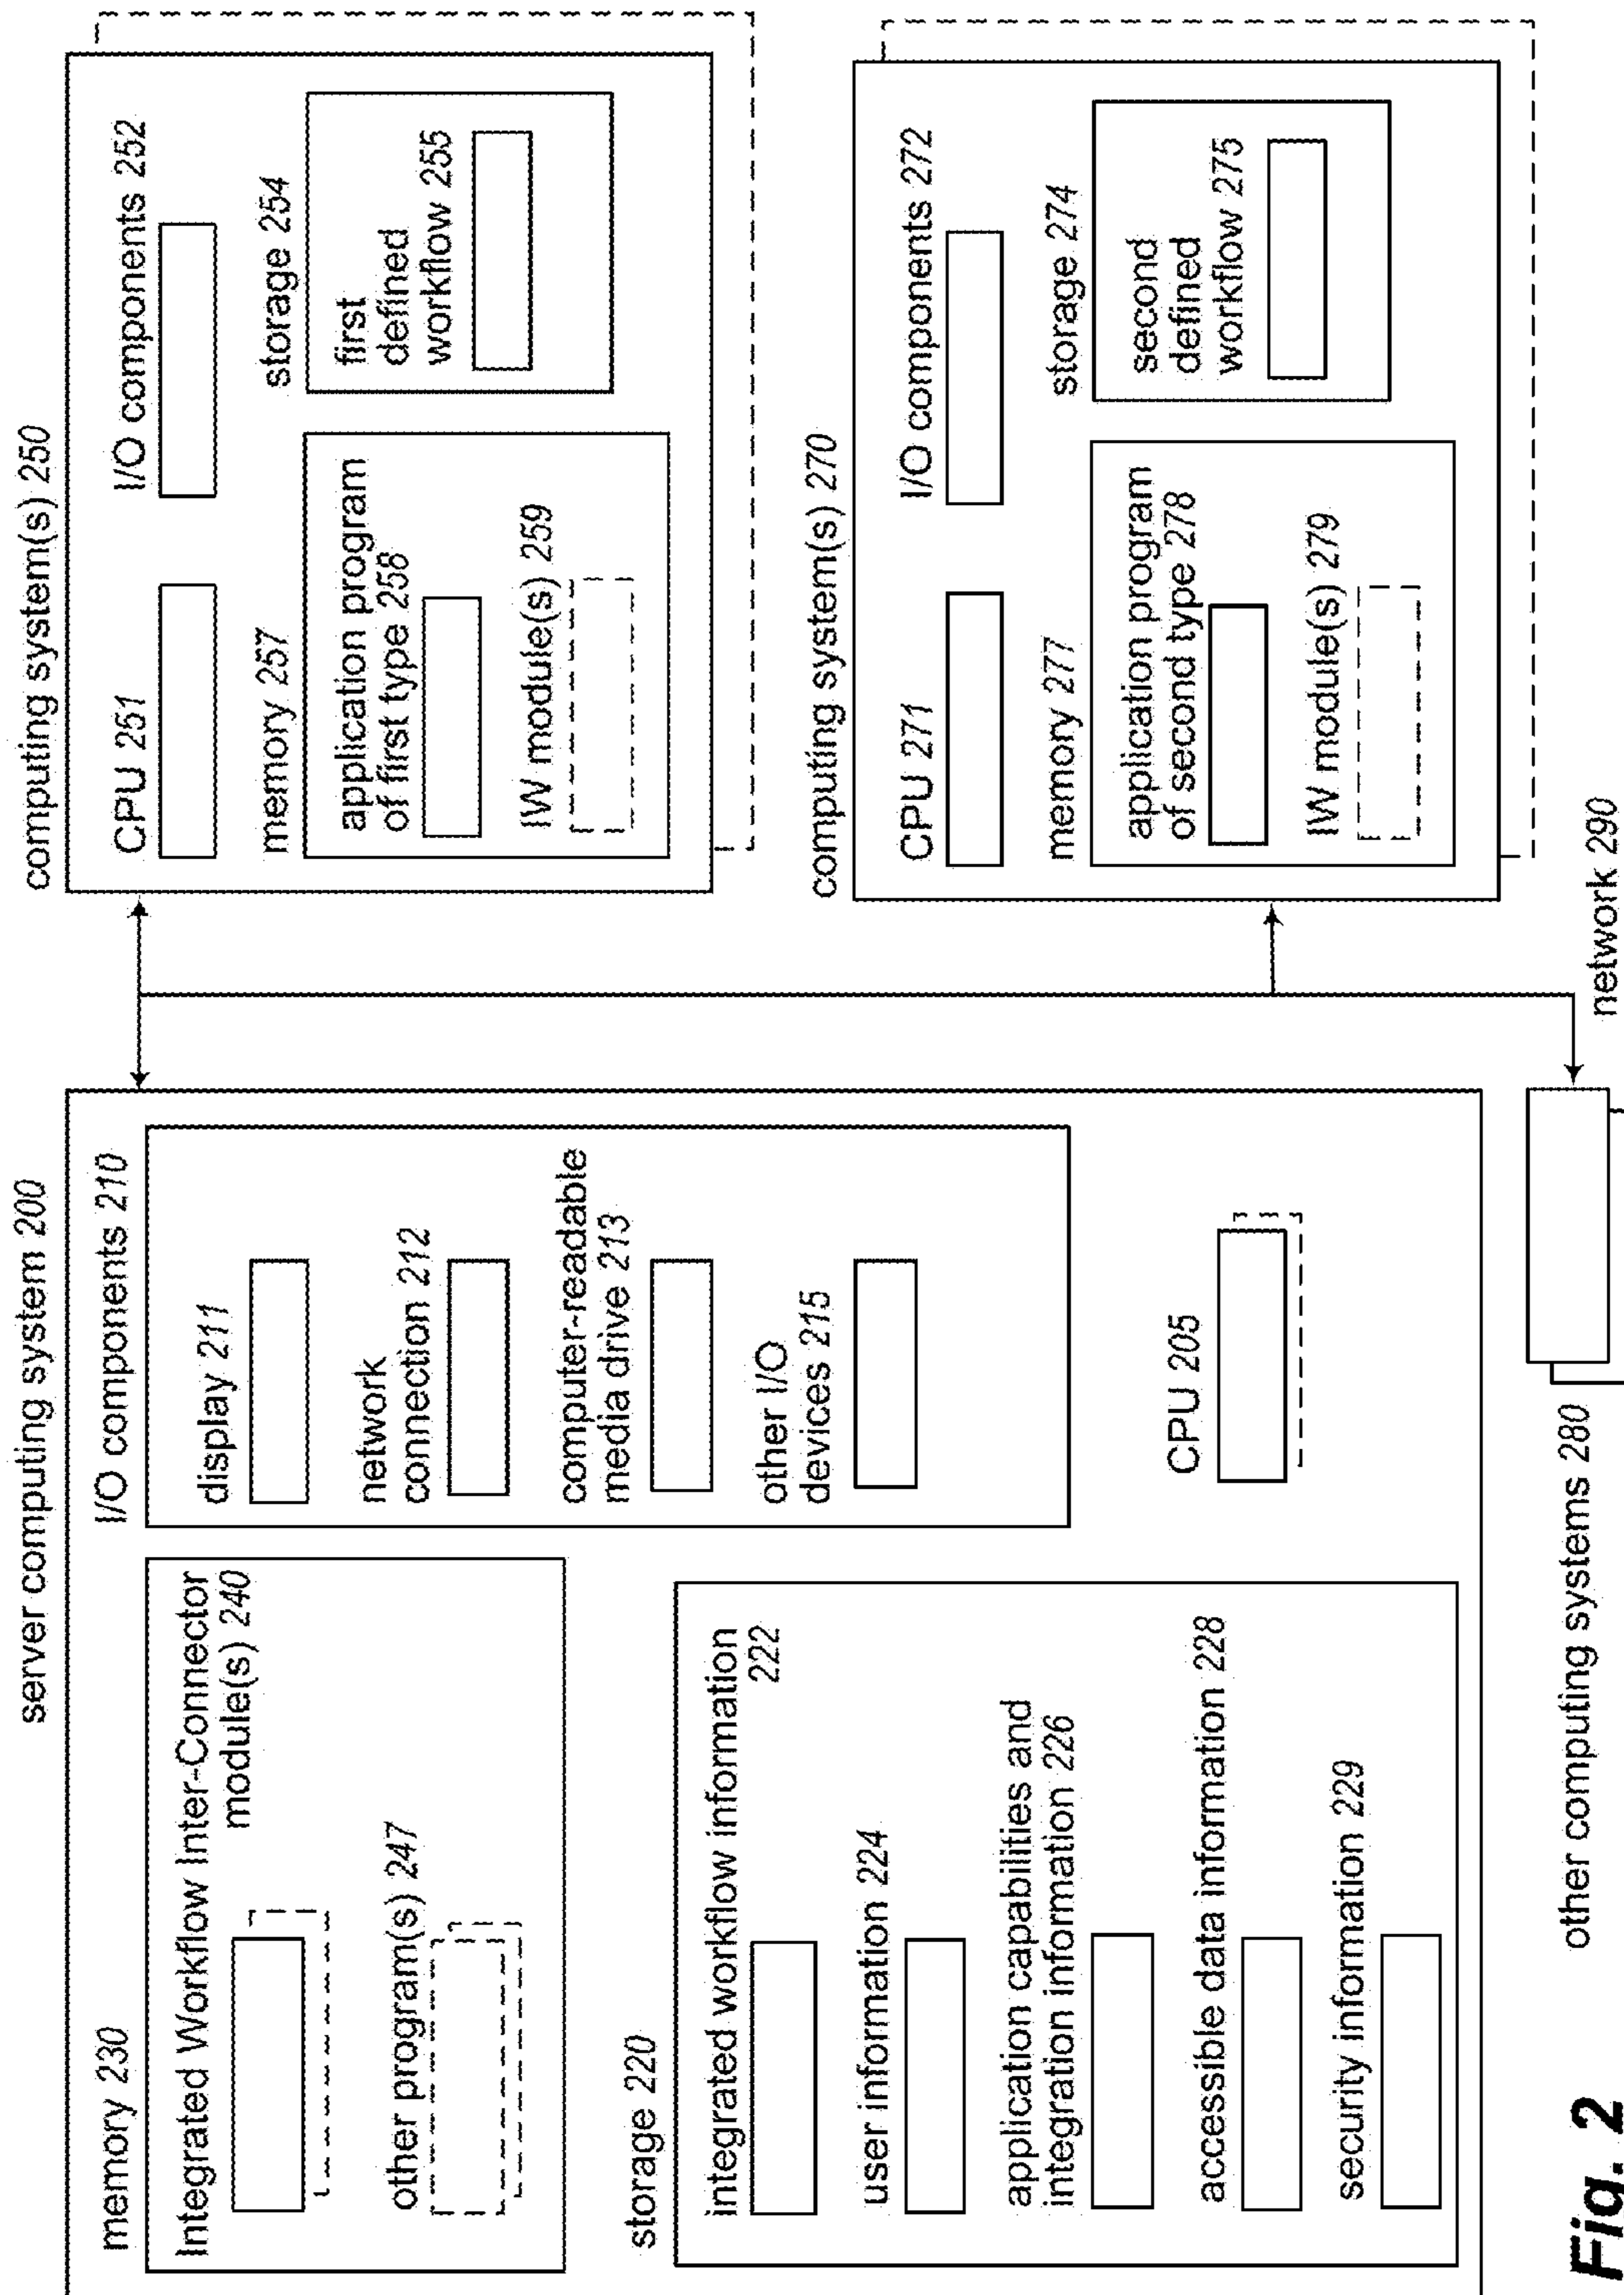 server computing system 200
memory 230
Integrated Workflow Inter-Connector
module(s) 240
other program(s) 247
storage 220
integrated workflow information
222
user information 224
application capabilities and
integration information 226
accessible data information 228
security information 229
I/O components 210
display 211
network
connection 212
computer-readable
media drive 213
other I/O
devices 215
CPU 205
computing system(s) 250
CPU 251
I/O components 252
memory 257
application program
of first type 258
IW module(s) 259
storage 254
first
defined
workflow 255
computing system(s) 270
CPU 271
I/O components 272
memory 277
application program
of second type 278
IW module(s) 279
storage 274
second
defined
workflow 275
other computing systems 280
network 290
Fig. 2